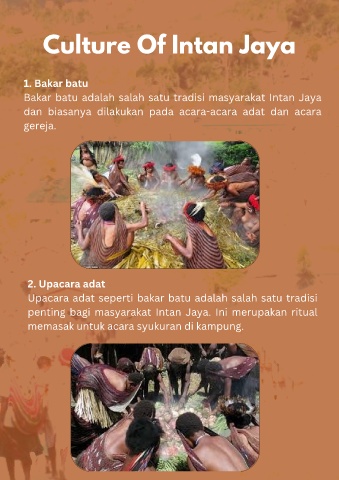 Culture Of Intan Jaya
1. Bakar batu
Bakar batu adalah salah satu tradisi masyarakat Intan Jaya
dan biasanya dilakukan pada acara-acara adat dan acara
gereja.
2. Upacara adat
Upacara adat seperti bakar batu adalah salah satu tradisi
penting bagi masyarakat Intan Jaya. Ini merupakan ritual
memasak untuk acara syukuran di kampung.